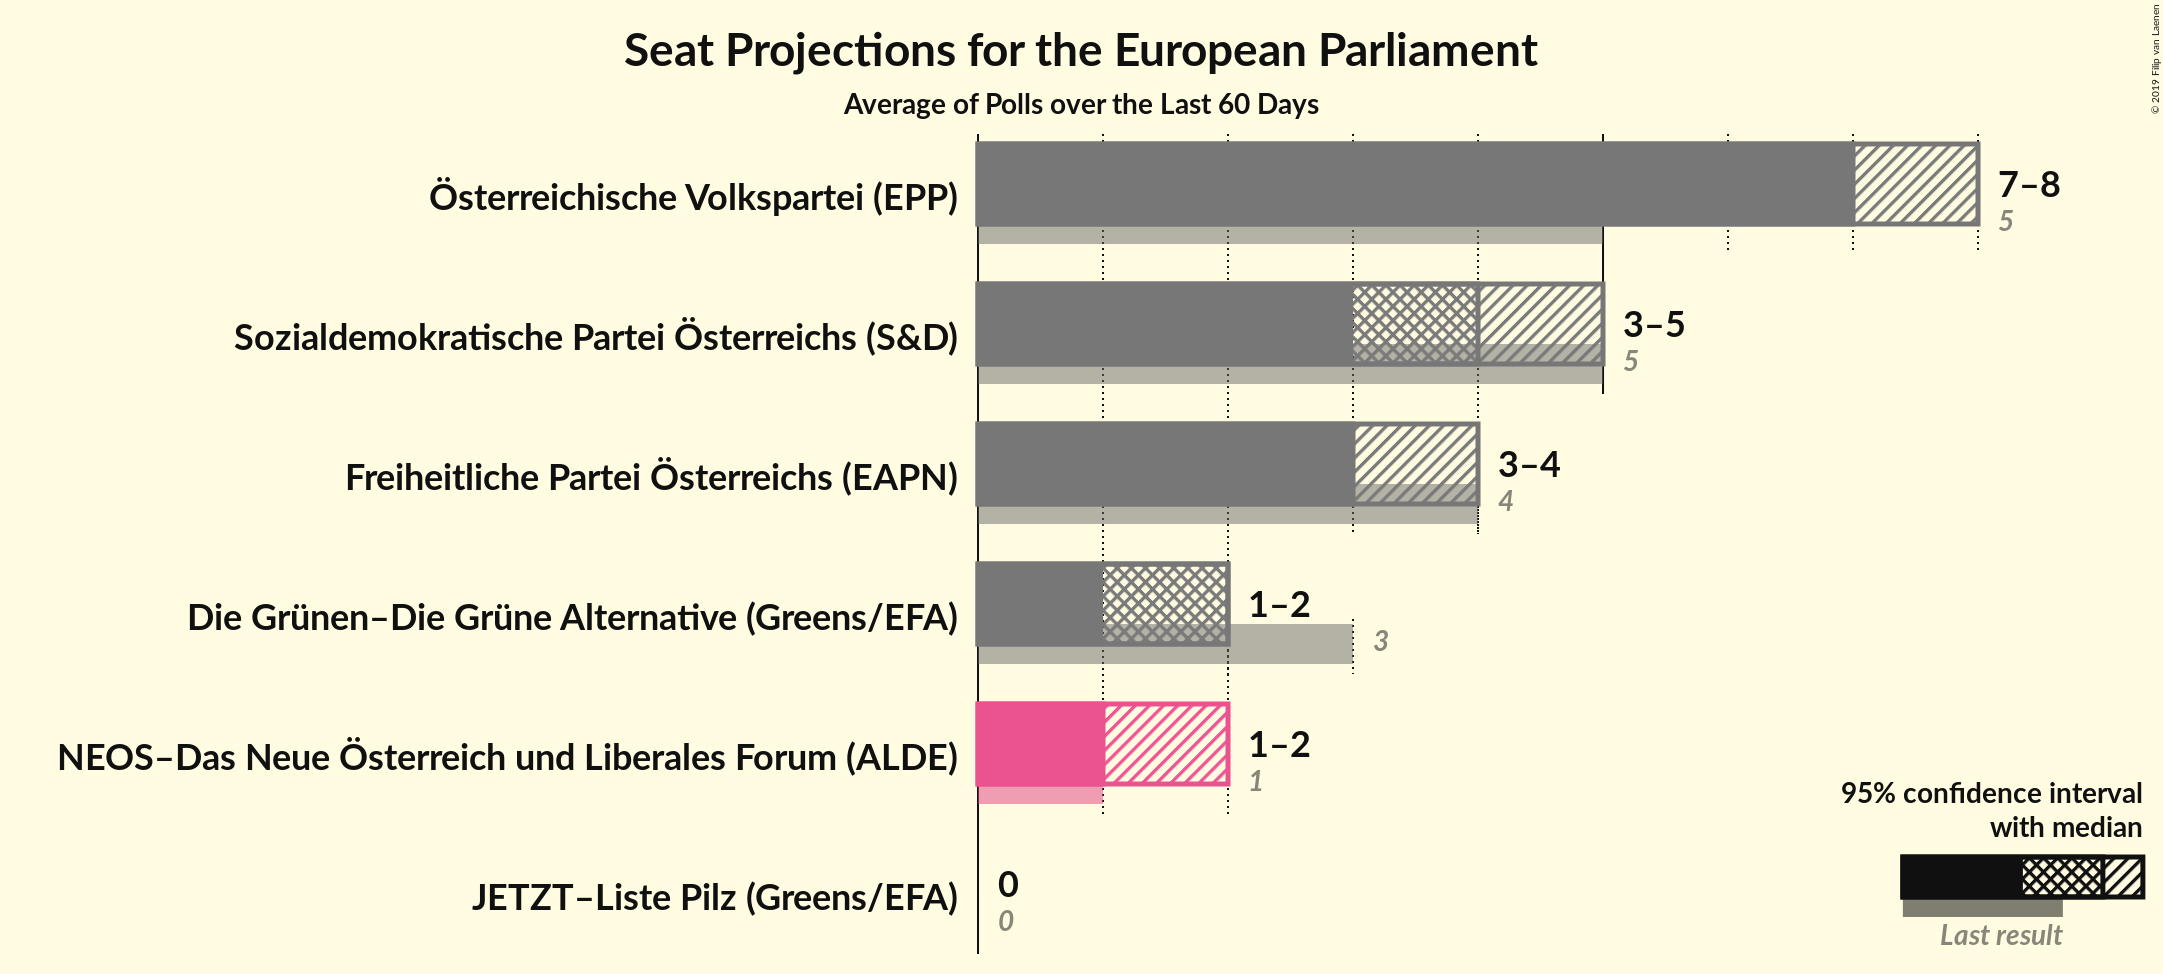 Seat Projections for the European Parliament
Average of Polls over the Last 60 Days
© 2019 Filip van Laenen
Österreichische Volkspartei (EPP)
7–8
5
Sozialdemokratische Partei Österreichs (S&D)
3–5
5
Freiheitliche Partei Österreichs (EAPN)
3–4
4
Die Grünen–Die Grüne Alternative (Greens/EFA)
1–2
3
NEOS–Das Neue Österreich und Liberales Forum (ALDE)
1–2
1
JETZT–Liste Pilz (Greens/EFA)
0
0
95% confidence interval
with median
Last result